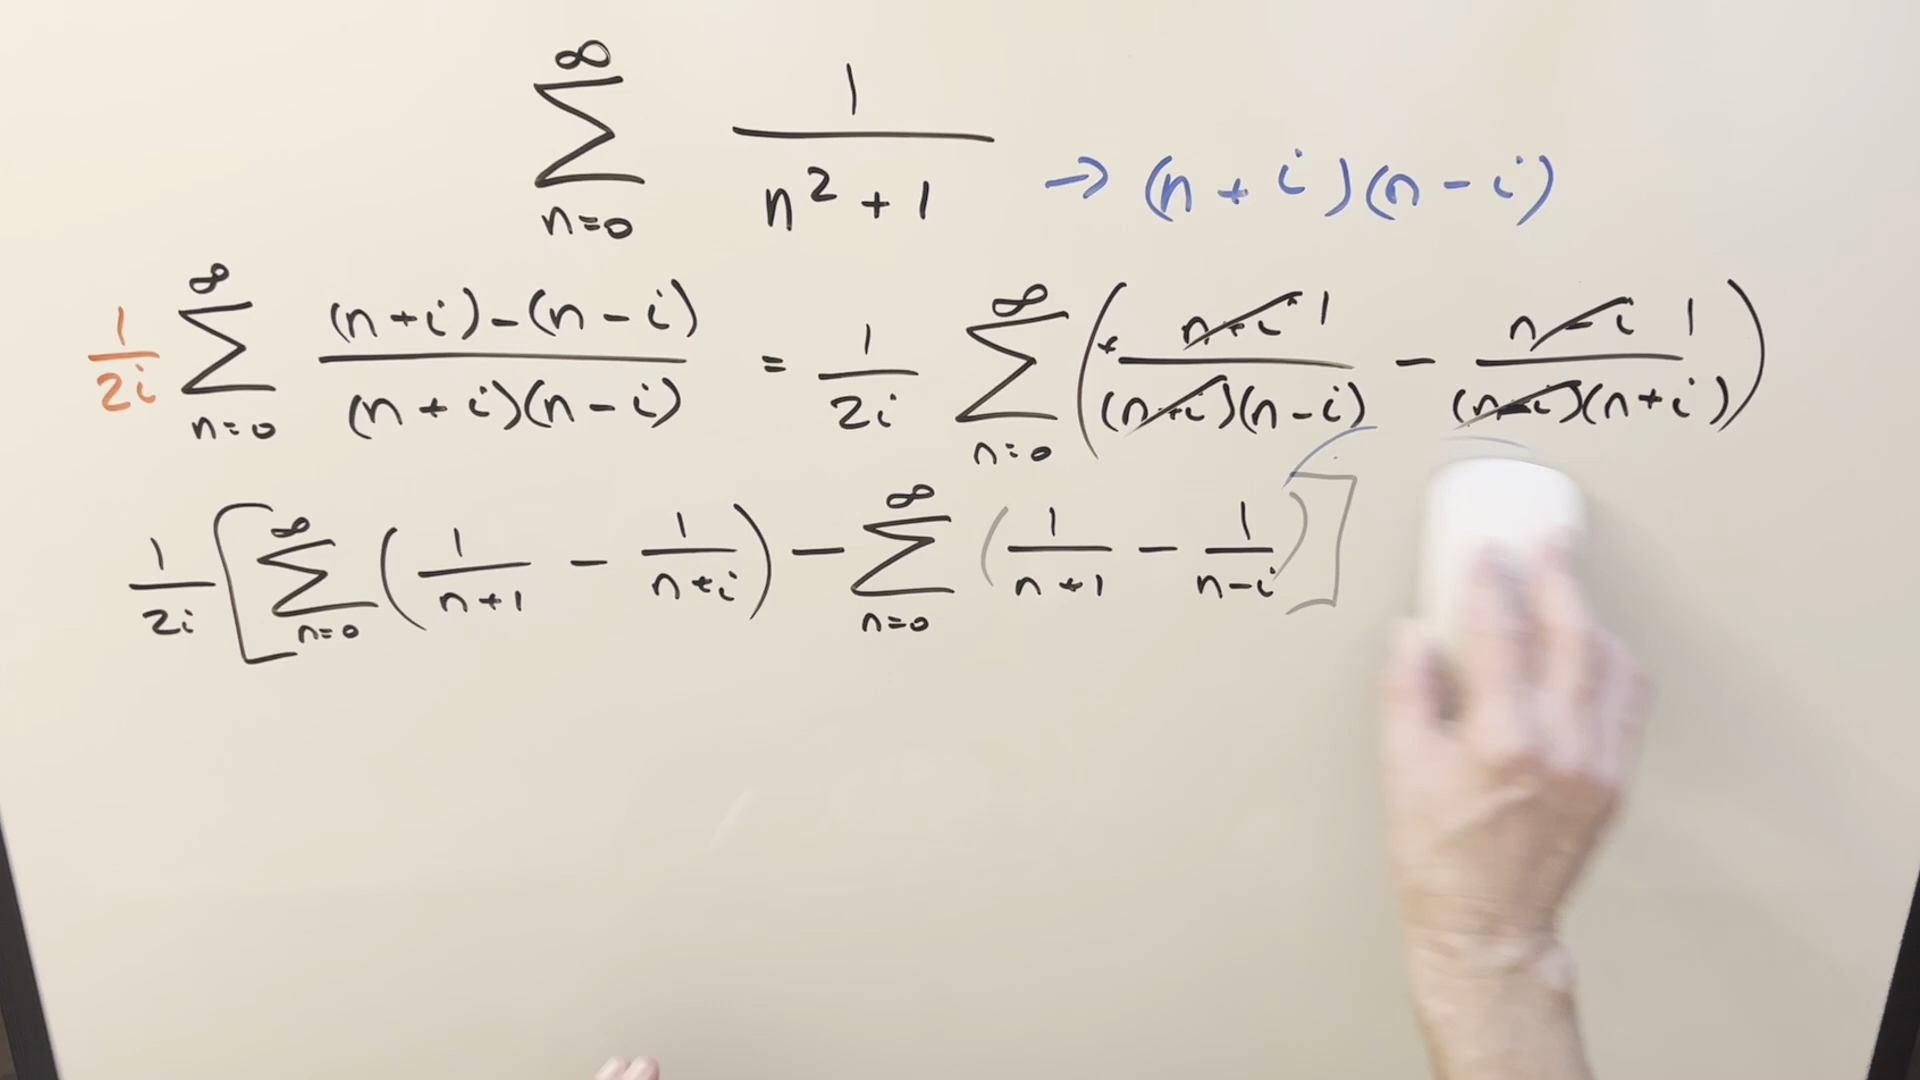 ∞ ∑ n=0 1/(n² + 1) → (n + i)(n − i)
1/2i ∞ ∑ n=0 ((n+i) − (n−i))/((n+i)(n−i)) = 1/2i ∞ ∑ n=0 ( n+i 1/((n+i)(n−i)) − n−i 1/((n−i)(n+i)) )
1/2i [ ∞ ∑ n=0 ( 1/(n+1) − 1/(n+i) ) − ∞ ∑ n=0 ( 1/(n+1) − 1/(n−i) ) ]